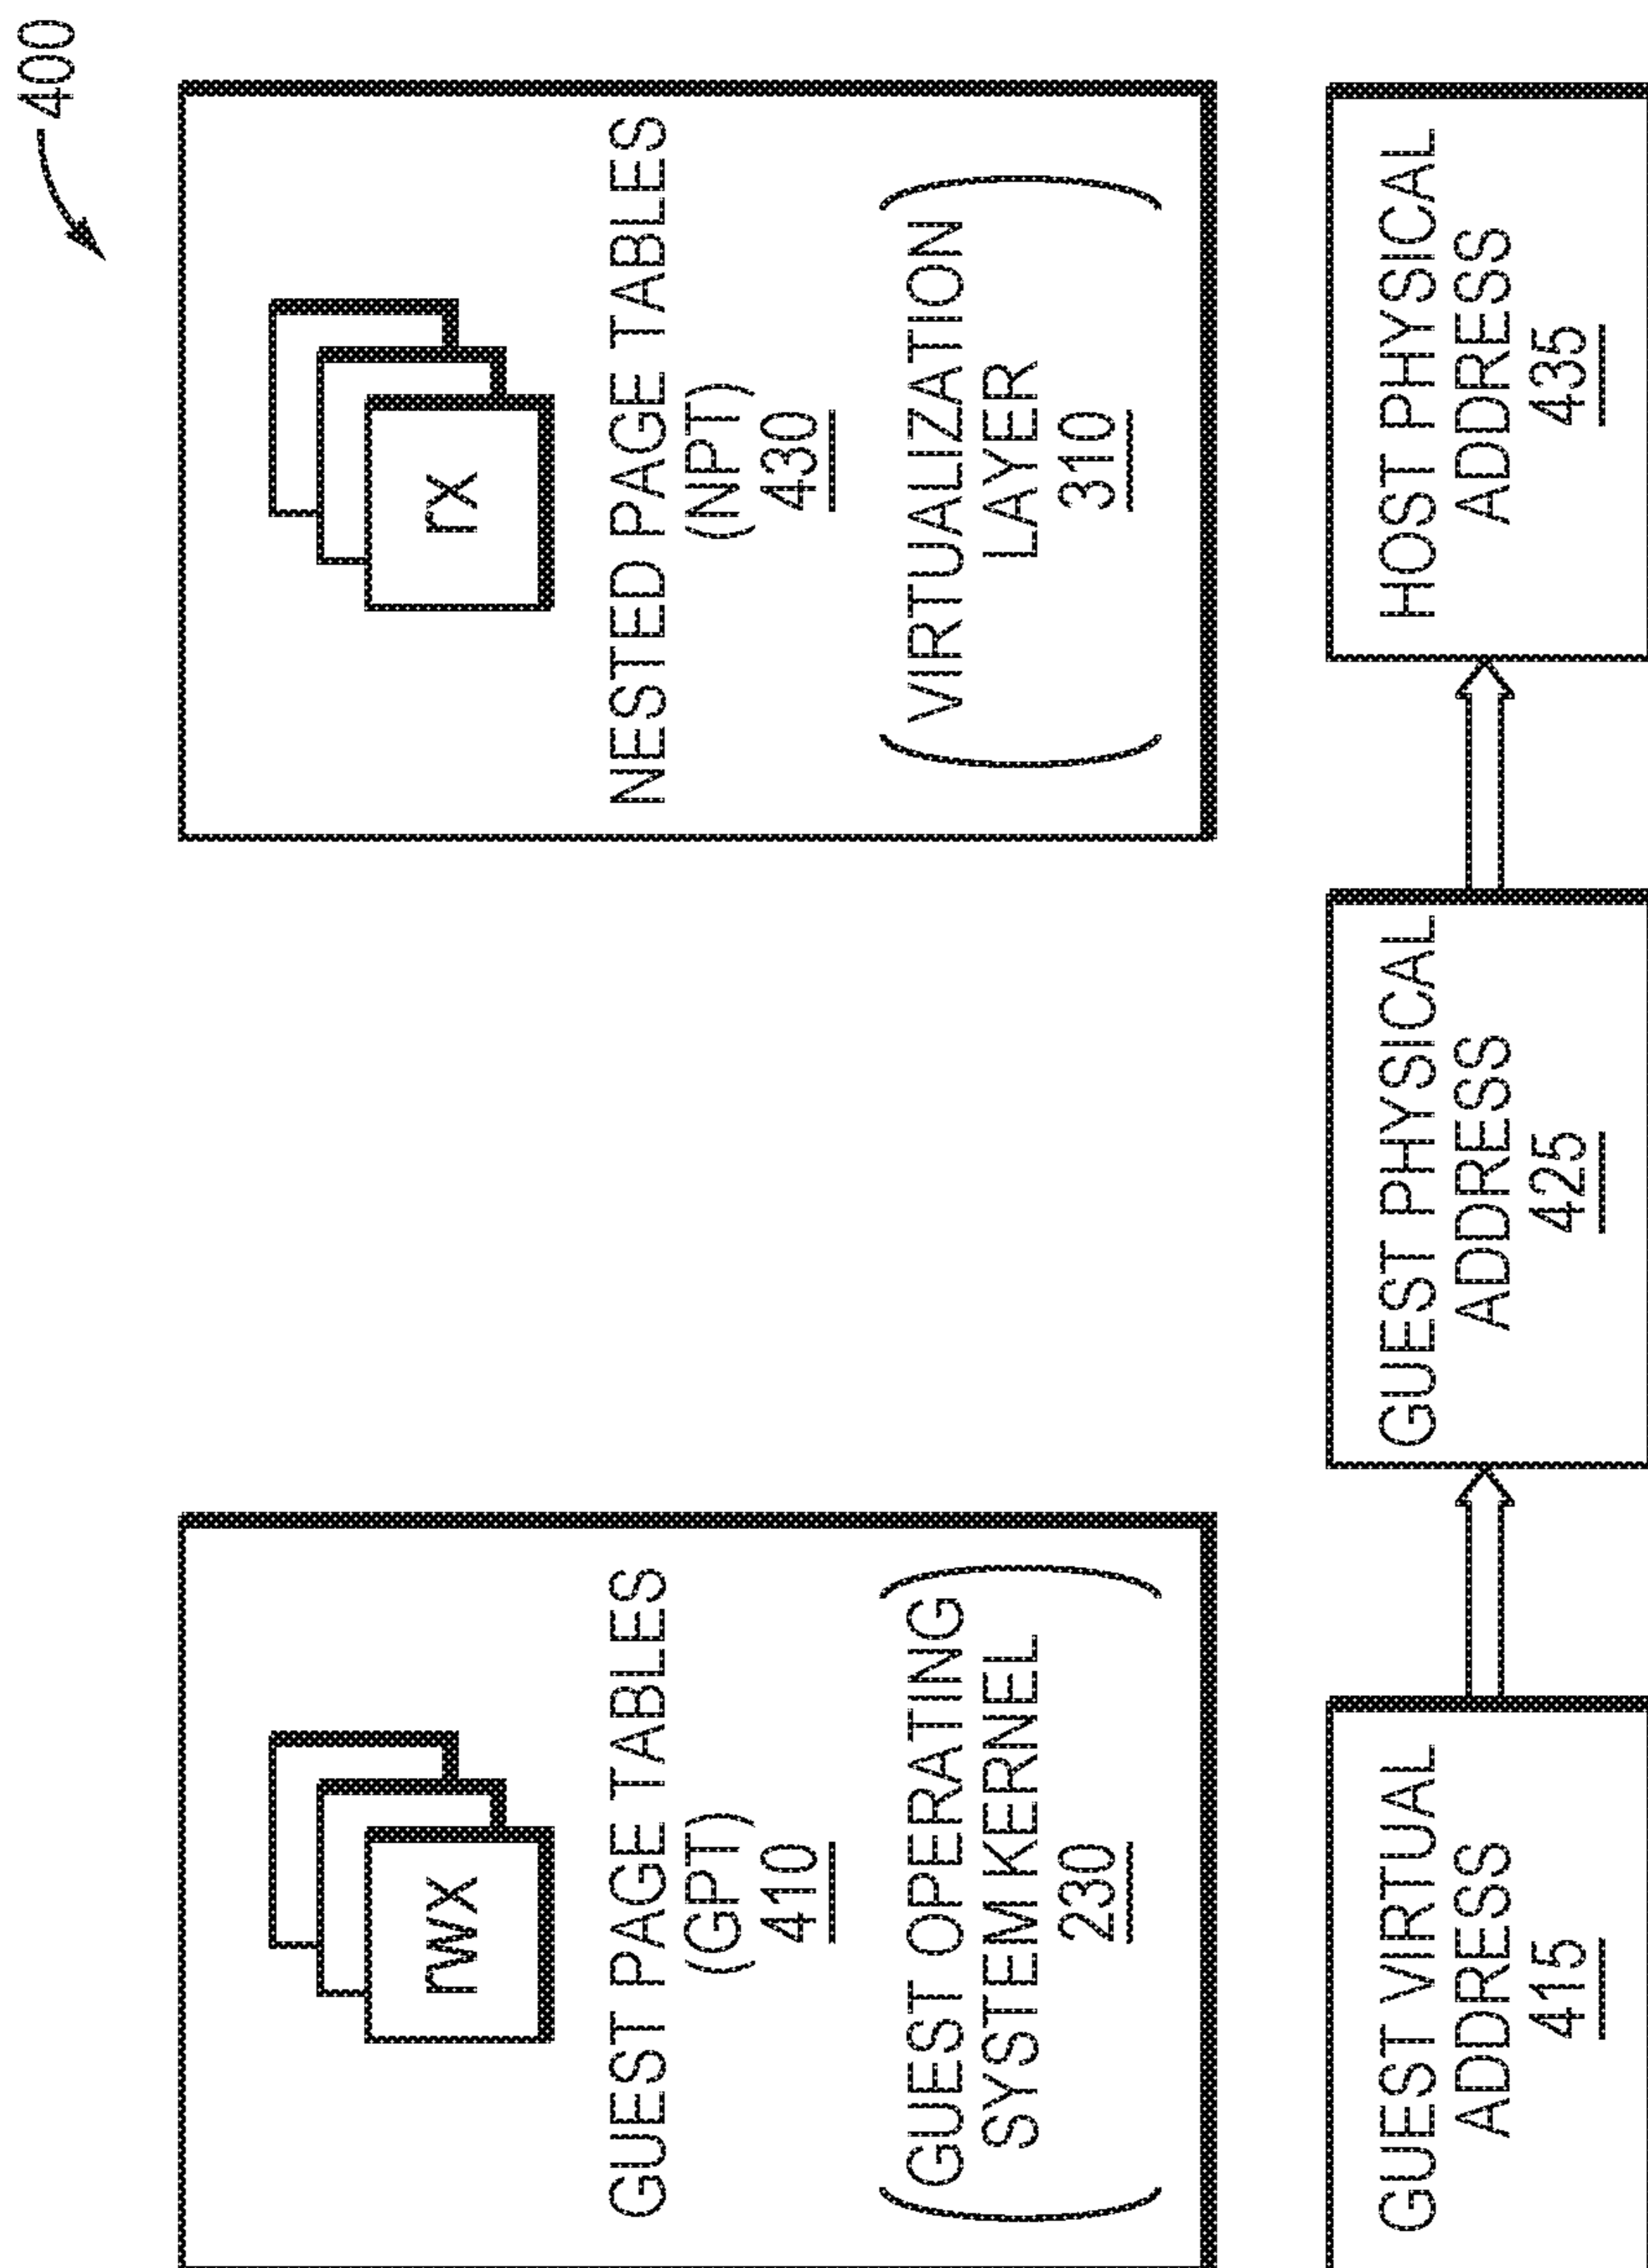 400
rwx
GUEST PAGE TABLES
(GPT)
410
(GUEST OPERATING
SYSTEM KERNEL)
230
rx
NESTED PAGE TABLES
(NPT)
430
(VIRTUALIZATION
LAYER)
310
GUEST VIRTUAL
ADDRESS
415
GUEST PHYSICAL
ADDRESS
425
HOST PHYSICAL
ADDRESS
435